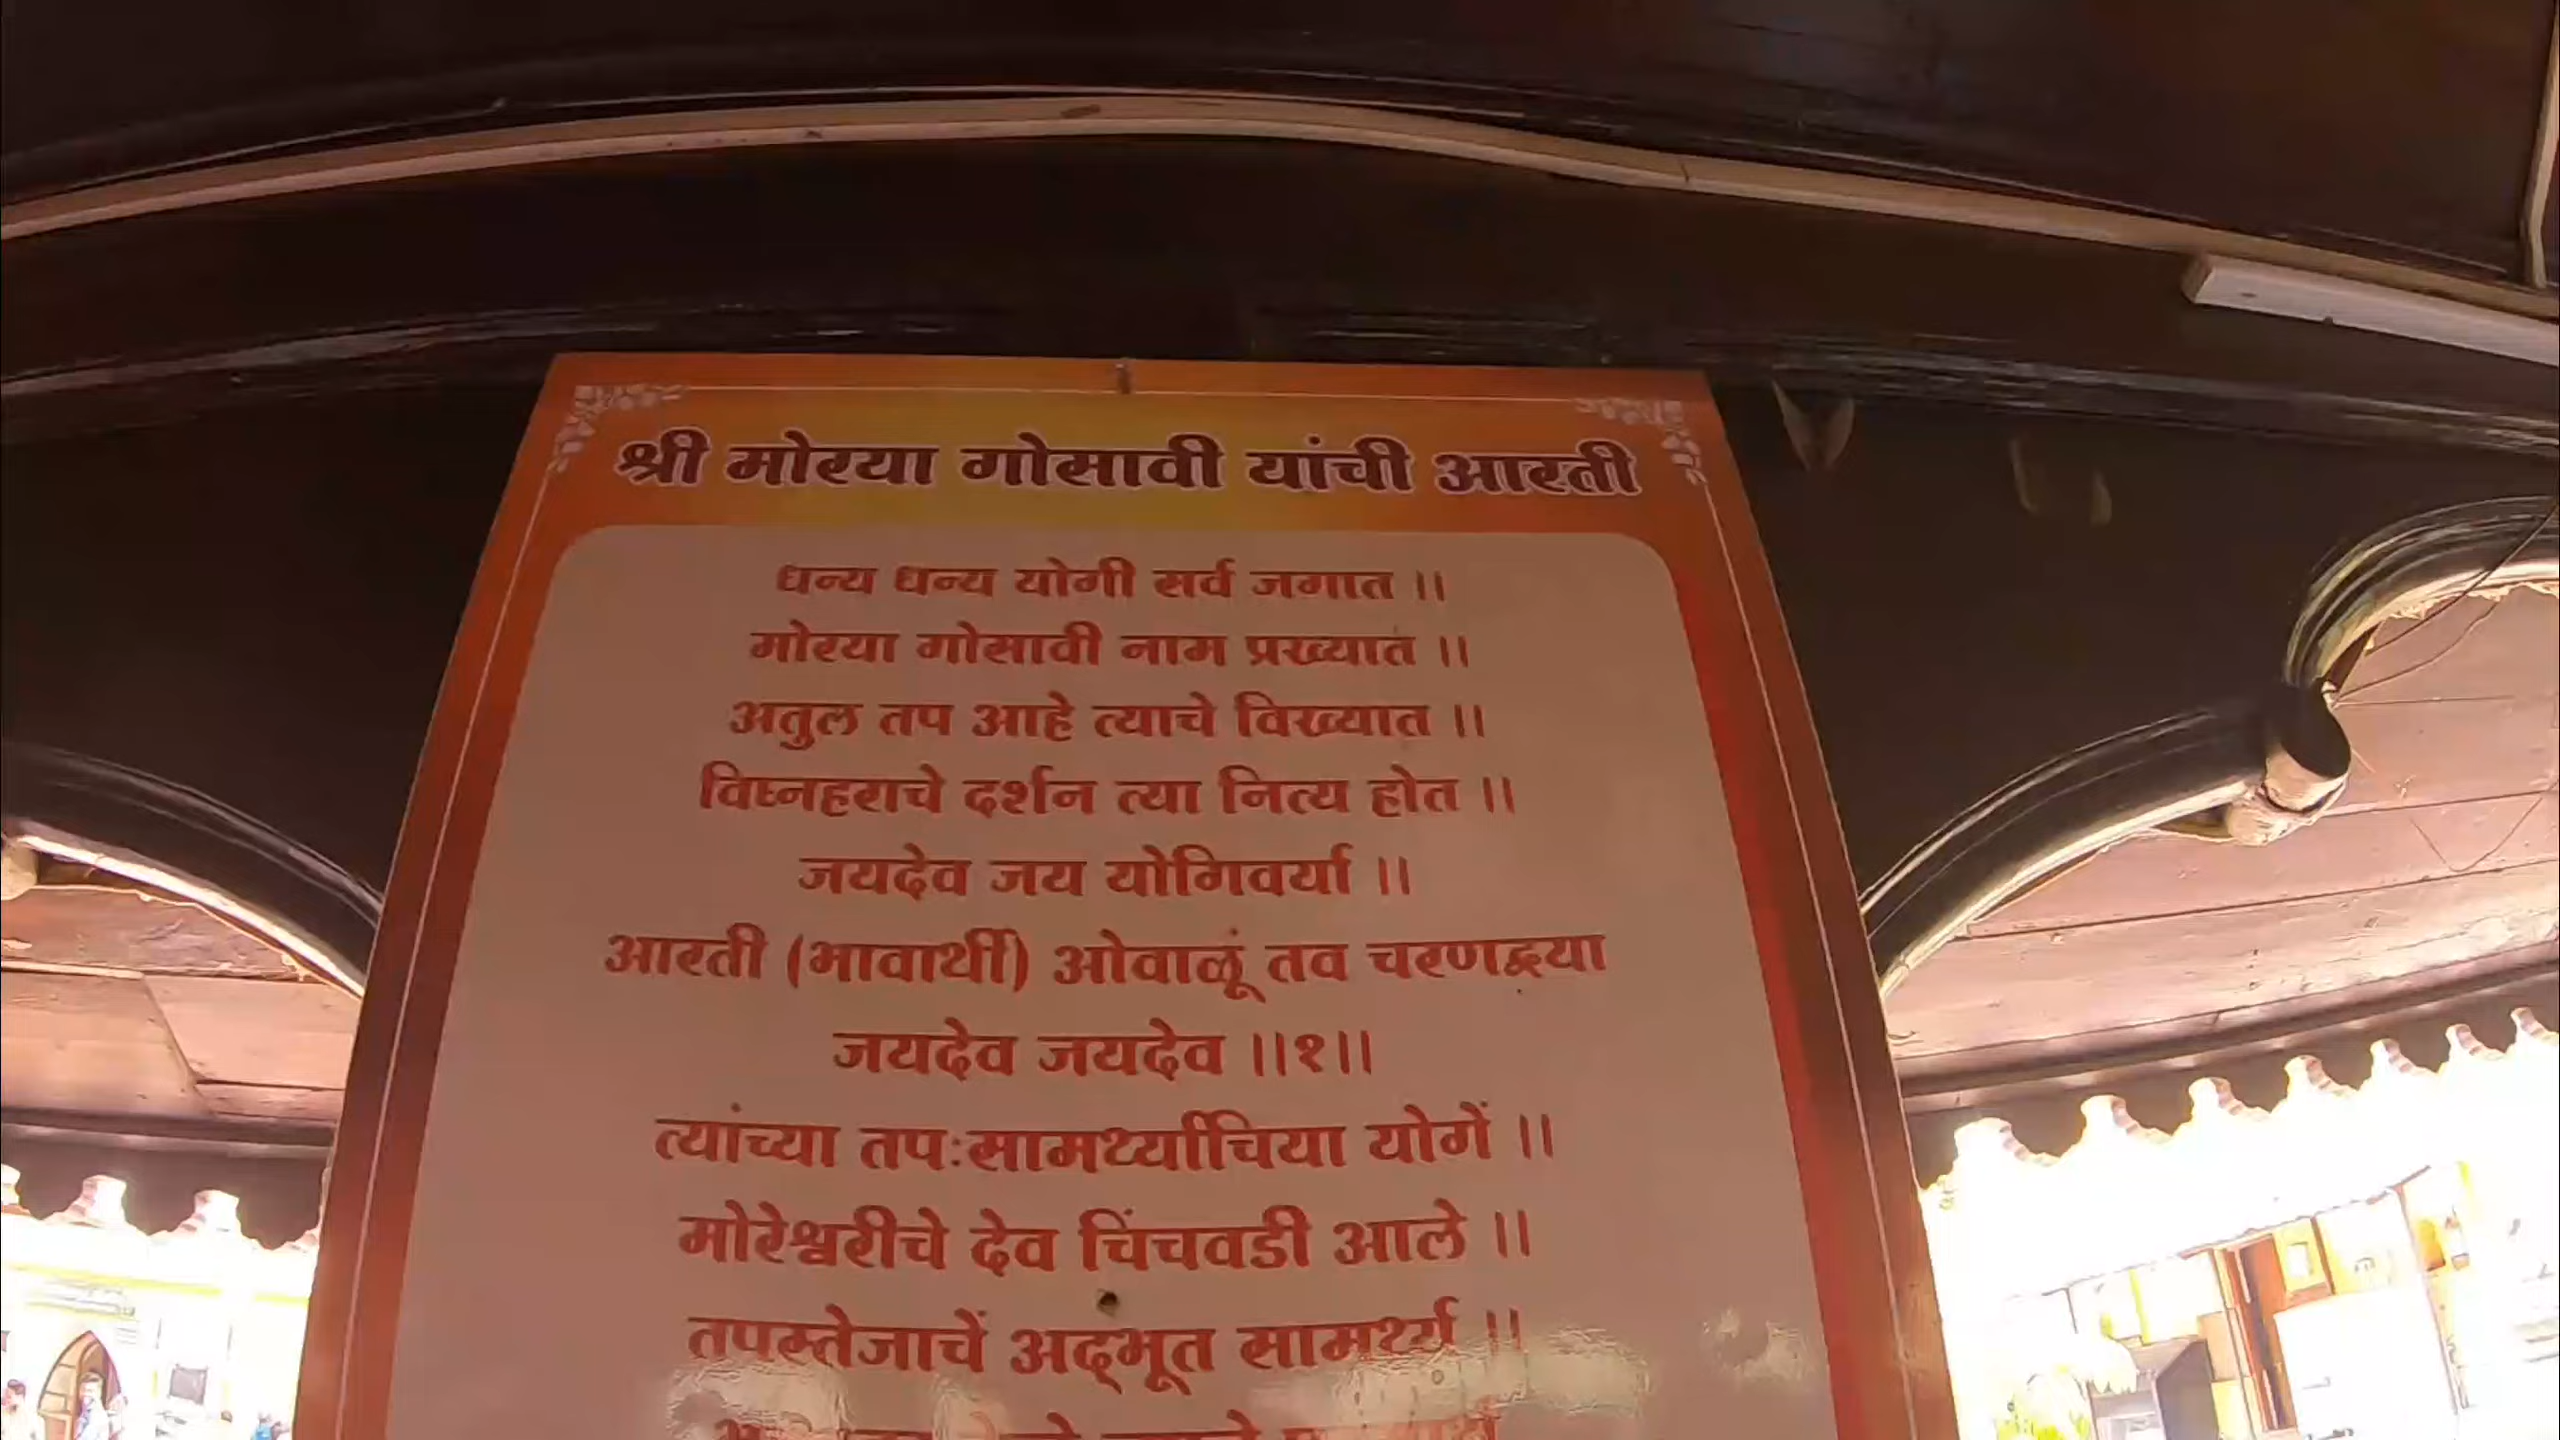 श्री मोरया गोसावी यांची आरती
धन्य धन्य योगी सर्व जगात ।।
मोरया गोसावी नाम प्रख्यात ।।
अतुल तप आहे त्याचे विख्यात ।।
विघ्नहराचे दर्शन त्या नित्य होत ।।
जयदेव जय योगिवर्या ।।
आरती (भावार्थी) ओवाळूं तव चरणद्वया
जयदेव जयदेव ।।१।।
त्यांच्या तपःसामर्थ्यांचिया योगें ।।
मोरेश्वरीचे देव चिंचवडी आले ।।
तपस्तेजाचें अद्भूत सामर्थ्य ।।